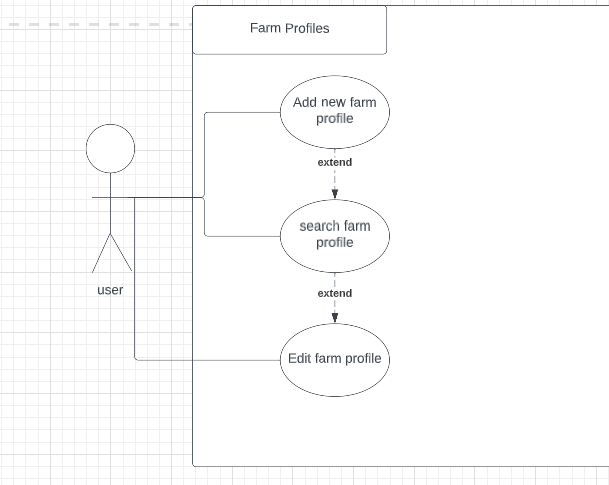 Farm Profiles
Add new farm
profile
extend
search farm
profile
extend
user
Edit farm profile